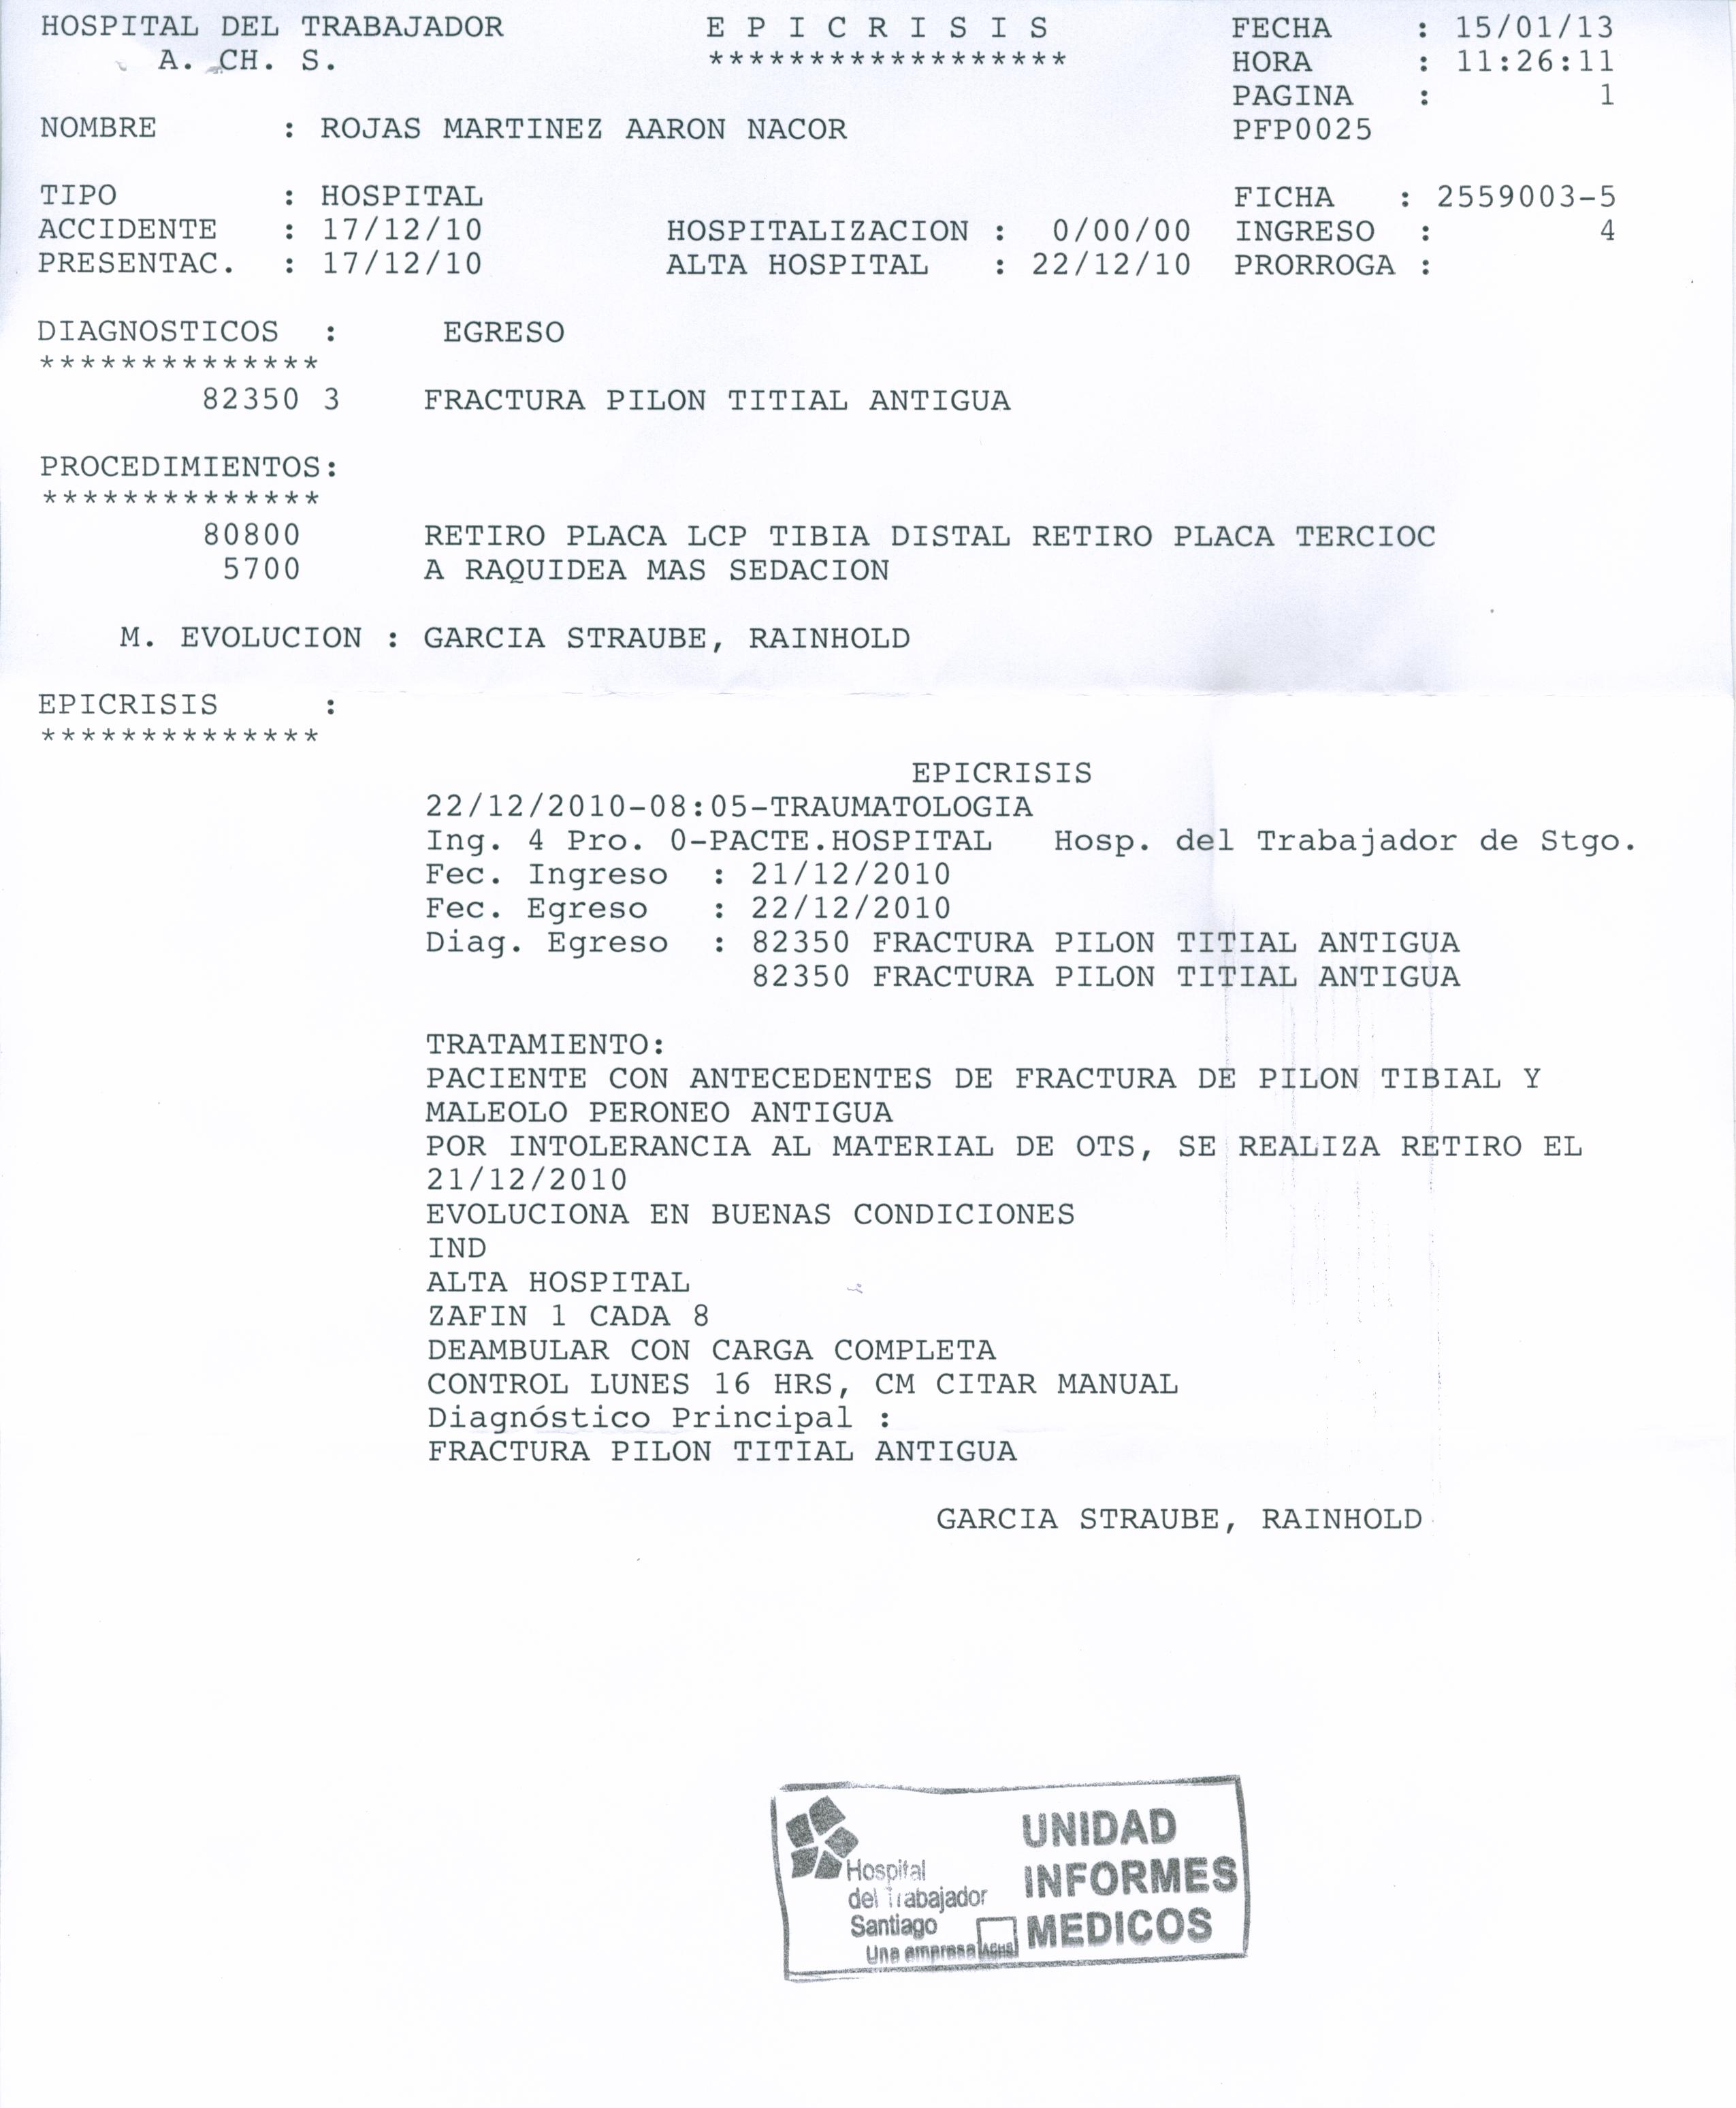 HOSPITAL DEL TRABAJADOR E P I C R I S I S FECHA : 15/01/13
A. CH. S. ****************** HORA : 11:26:11
PAGINA : 1
NOMBRE : ROJAS MARTINEZ AARON NACOR PFP0025
TIPO : HOSPITAL FICHA : 2559003-5
ACCIDENTE : 17/12/10 HOSPITALIZACION : 0/00/00 INGRESO : 4
PRESENTAC. : 17/12/10 ALTA HOSPITAL : 22/12/10 PRORROGA :
DIAGNOSTICOS : EGRESO
**************
82350 3 FRACTURA PILON TITIAL ANTIGUA
PROCEDIMIENTOS:
**************
80800 RETIRO PLACA LCP TIBIA DISTAL RETIRO PLACA TERCIOC
5700 A RAQUIDEA MAS SEDACION
M. EVOLUCION : GARCIA STRAUBE, RAINHOLD
EPICRISIS :
**************
EPICRISIS
22/12/2010-08:05-TRAUMATOLOGIA
Ing. 4 Pro. 0-PACTE.HOSPITAL Hosp. del Trabajador de Stgo.
Fec. Ingreso : 21/12/2010
Fec. Egreso : 22/12/2010
Diag. Egreso : 82350 FRACTURA PILON TITIAL ANTIGUA
82350 FRACTURA PILON TITIAL ANTIGUA
TRATAMIENTO:
PACIENTE CON ANTECEDENTES DE FRACTURA DE PILON TIBIAL Y
MALEOLO PERONEO ANTIGUA
POR INTOLERANCIA AL MATERIAL DE OTS, SE REALIZA RETIRO EL
21/12/2010
EVOLUCIONA EN BUENAS CONDICIONES
IND
ALTA HOSPITAL
ZAFIN 1 CADA 8
DEAMBULAR CON CARGA COMPLETA
CONTROL LUNES 16 HRS, CM CITAR MANUAL
Diagnóstico Principal :
FRACTURA PILON TITIAL ANTIGUA
GARCIA STRAUBE, RAINHOLD
UNIDAD
INFORMES
MEDICOS
Hospital
del Trabajador
Santiago
Una empresa ACHS